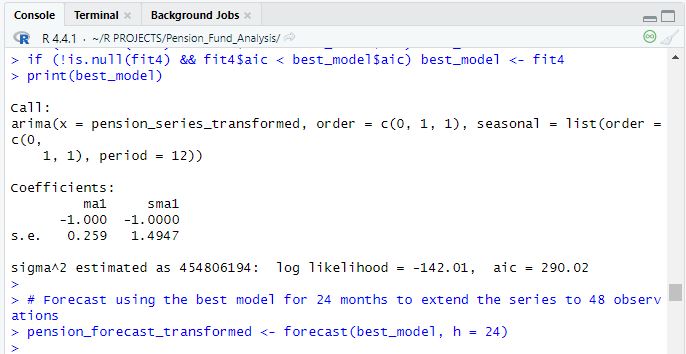 Console Terminal × Background Jobs ×
R 4.4.1 · ~/R PROJECTS/Pension_Fund_Analysis/
> if (!is.null(fit4) && fit4$aic < best_model$aic) best_model <- fit4
> print(best_model)
Call:
arima(x = pension_series_transformed, order = c(0, 1, 1), seasonal = list(order =
c(0,
1, 1), period = 12))
Coefficients:
ma1 sma1
-1.000 -1.0000
s.e. 0.259 1.4947
sigma^2 estimated as 454806194: log likelihood = -142.01, aic = 290.02
>
> # Forecast using the best model for 24 months to extend the series to 48 observ
ations
> pension_forecast_transformed <- forecast(best_model, h = 24)
>